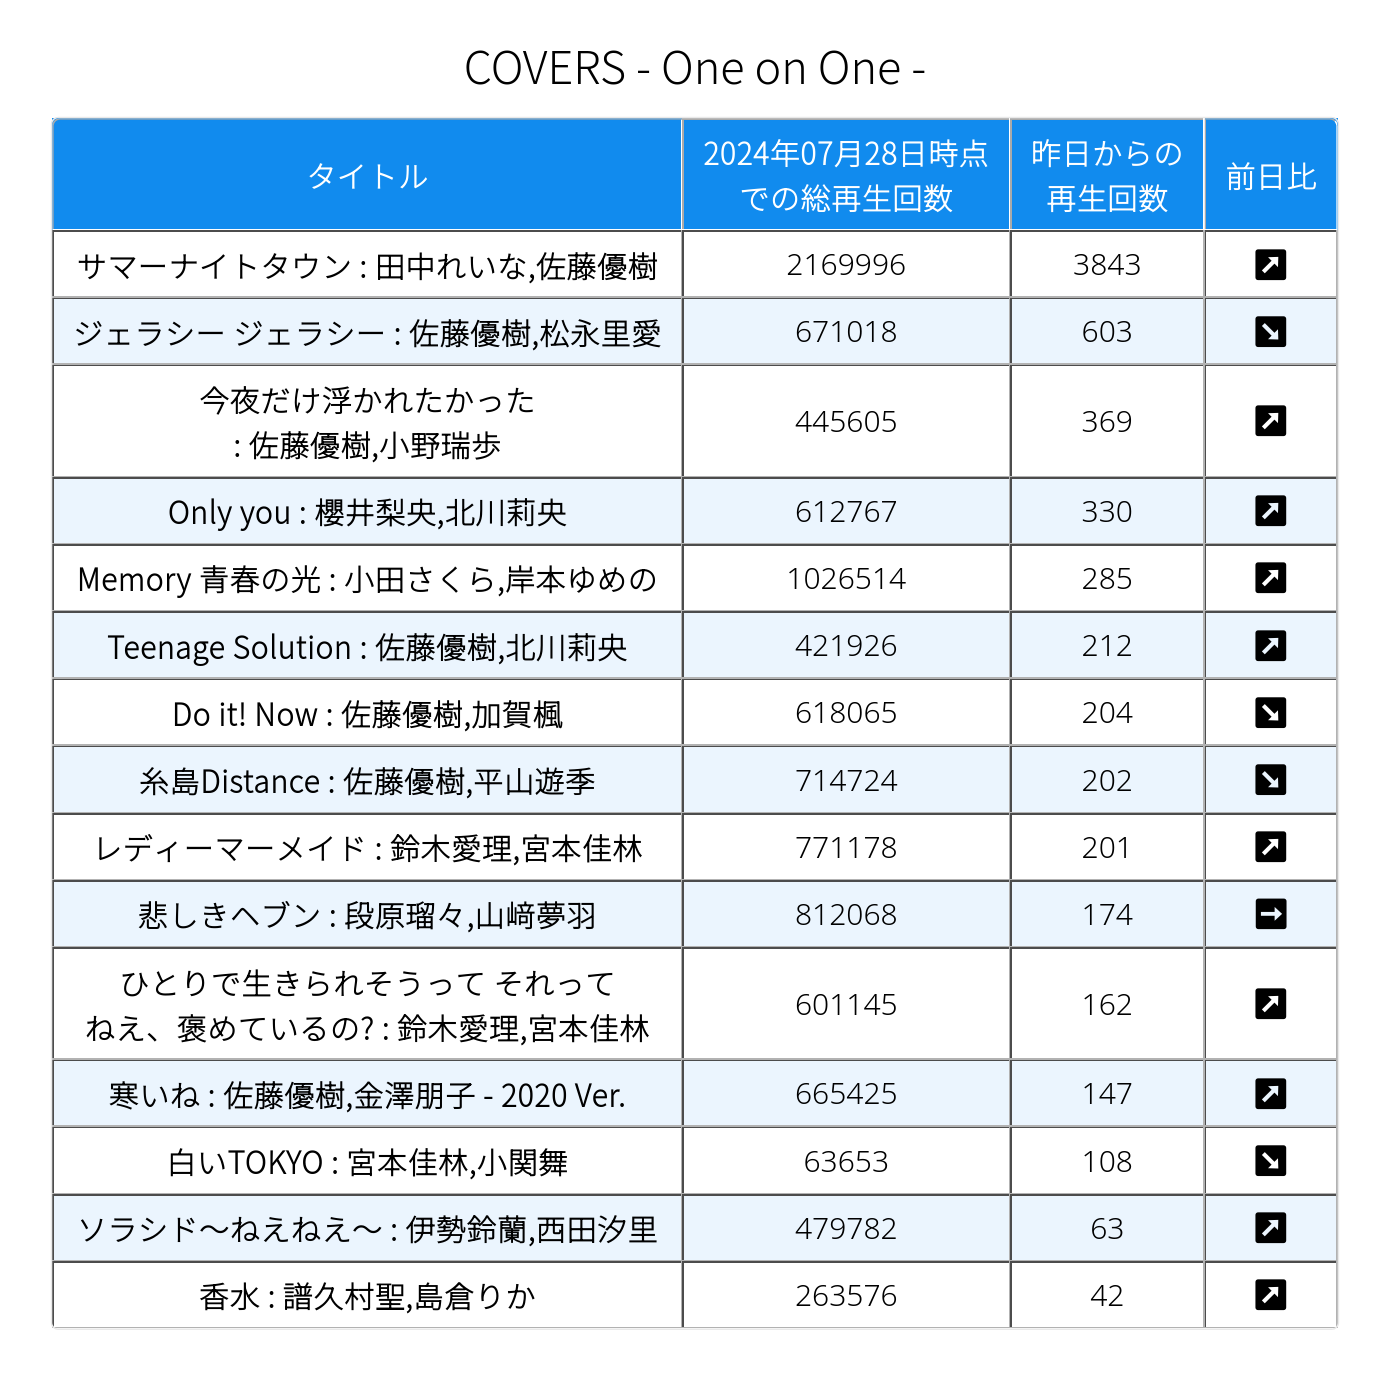 COVERS - One on One -
タイトル
2024年07月28日時点
での総再生回数
昨日からの
再生回数
前日比
サマーナイトタウン : 田中れいな,佐藤優樹 2169996 3843
ジェラシー ジェラシー : 佐藤優樹,松永里愛 671018 603
今夜だけ浮かれたかった
: 佐藤優樹,小野瑞歩 445605 369
Only you : 櫻井梨央,北川莉央 612767 330
Memory 青春の光 : 小田さくら,岸本ゆめの 1026514 285
Teenage Solution : 佐藤優樹,北川莉央 421926 212
Do it! Now : 佐藤優樹,加賀楓 618065 204
糸島Distance : 佐藤優樹,平山遊季 714724 202
レディーマーメイド : 鈴木愛理,宮本佳林 771178 201
悲しきヘブン : 段原瑠々,山﨑夢羽 812068 174
ひとりで生きられそうって それって
ねえ、褒めているの? : 鈴木愛理,宮本佳林 601145 162
寒いね : 佐藤優樹,金澤朋子 - 2020 Ver. 665425 147
白いTOKYO : 宮本佳林,小関舞 63653 108
ソラシド～ねえねえ～ : 伊勢鈴蘭,西田汐里 479782 63
香水 : 譜久村聖,島倉りか 263576 42